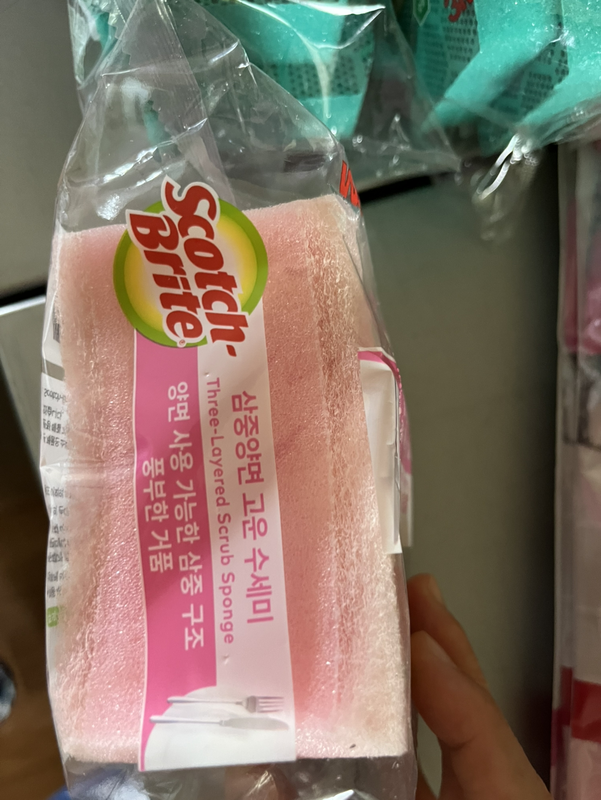 Scotch-
Brite
삼중양면 고운 수세미
Three-Layered Scrub Sponge
양면 사용 가능한 삼중 구조
풍부한 거품